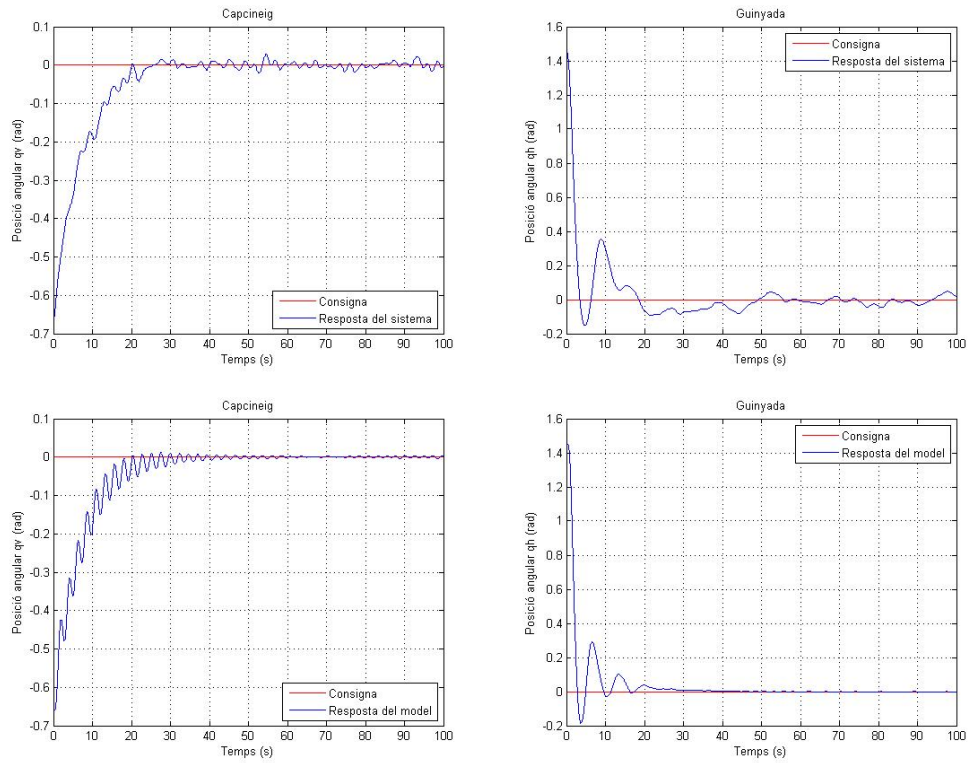 Capcineig
Posició angular qv (rad)
0.1
0
-0.1
-0.2
-0.3
-0.4
-0.5
-0.6
-0.7
0 10 20 30 40 50 60 70 80 90 100
Temps (s)
Consigna
Resposta del sistema
Guinyada
Posició angular qh (rad)
1.6
1.4
1.2
1
0.8
0.6
0.4
0.2
0
-0.2
0 10 20 30 40 50 60 70 80 90 100
Temps (s)
Consigna
Resposta del sistema
Capcineig
Posició angular qv (rad)
0.1
0
-0.1
-0.2
-0.3
-0.4
-0.5
-0.6
-0.7
0 10 20 30 40 50 60 70 80 90 100
Temps (s)
Consigna
Resposta del model
Guinyada
Posició angular qh (rad)
1.6
1.4
1.2
1
0.8
0.6
0.4
0.2
0
-0.2
0 10 20 30 40 50 60 70 80 90 100
Temps (s)
Consigna
Resposta del model